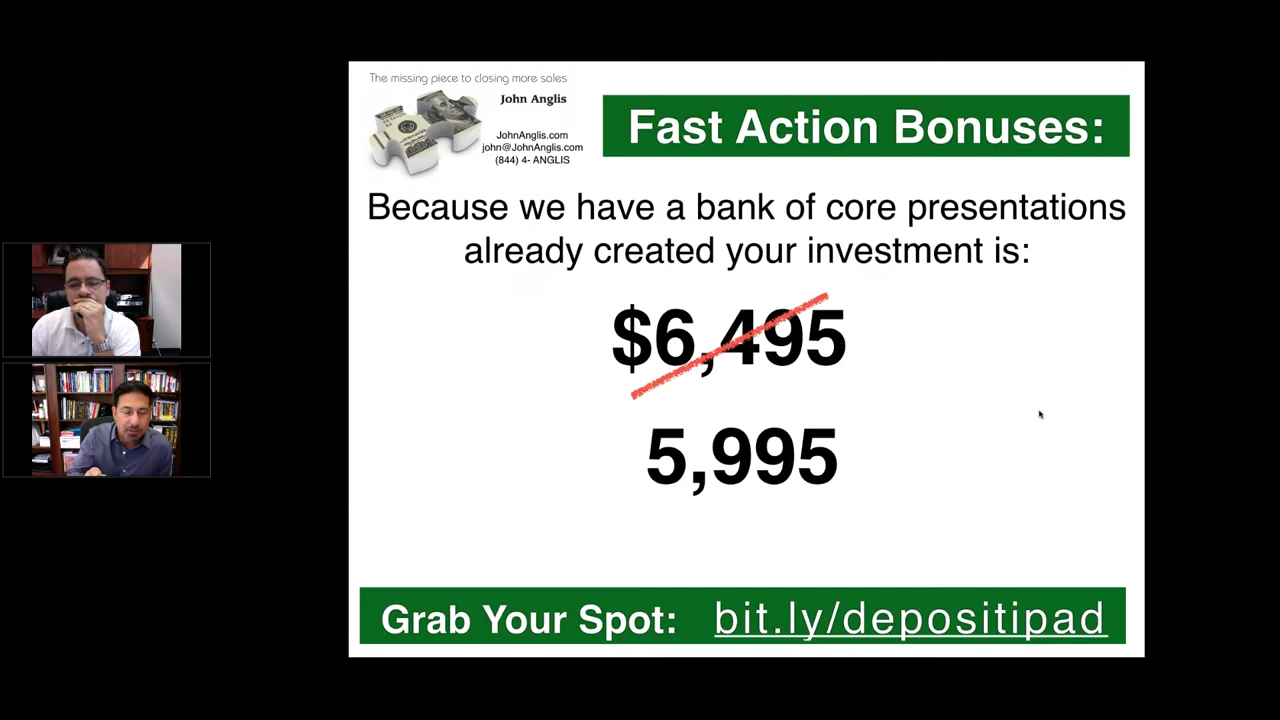 The missing piece to closing more sales
John Anglis
JohnAnglis.com
john@JohnAnglis.com
(844) 4- ANGLIS
Fast Action Bonuses:
Because we have a bank of core presentations
already created your investment is:
$6,495
5,995
Grab Your Spot: bit.ly/depositipad